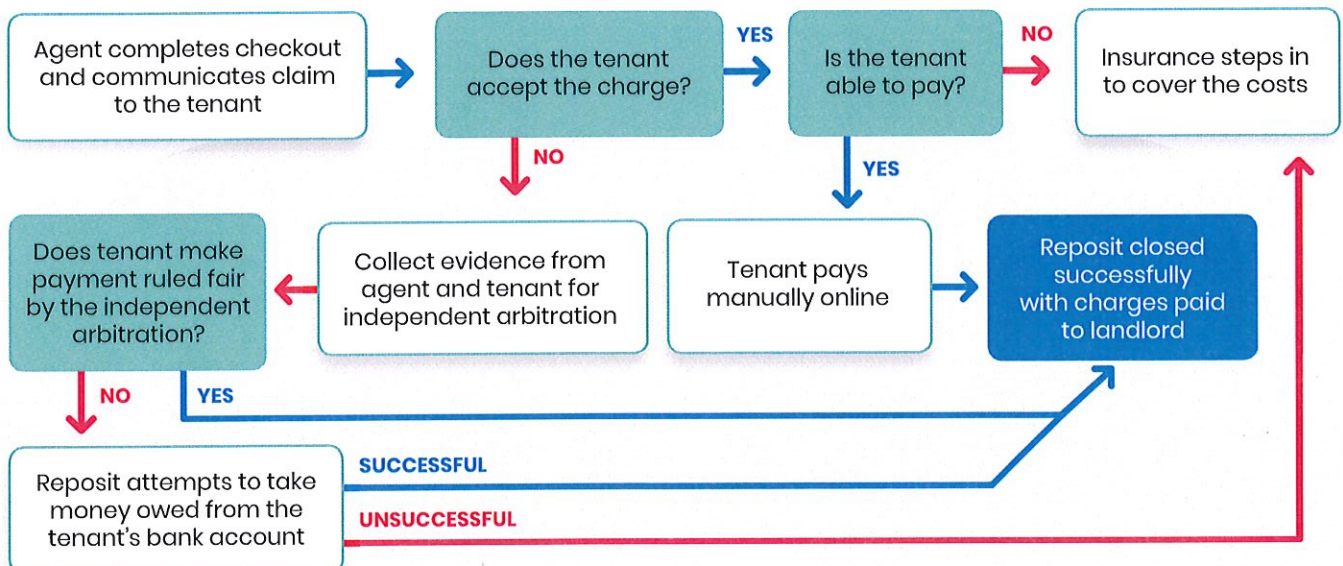 Agent completes checkout
and communicates claim
to the tenant
Does the tenant
accept the charge?
YES
Is the tenant
able to pay?
NO
Insurance steps in
to cover the costs
NO
YES
Does tenant make
payment ruled fair
by the independent
arbitration?
Collect evidence from
agent and tenant for
independent arbitration
Tenant pays
manually online
Reposit closed
successfully
with charges paid
to landlord
NO
YES
Reposit attempts to take
money owed from the
tenant's bank account
SUCCESSFUL
UNSUCCESSFUL